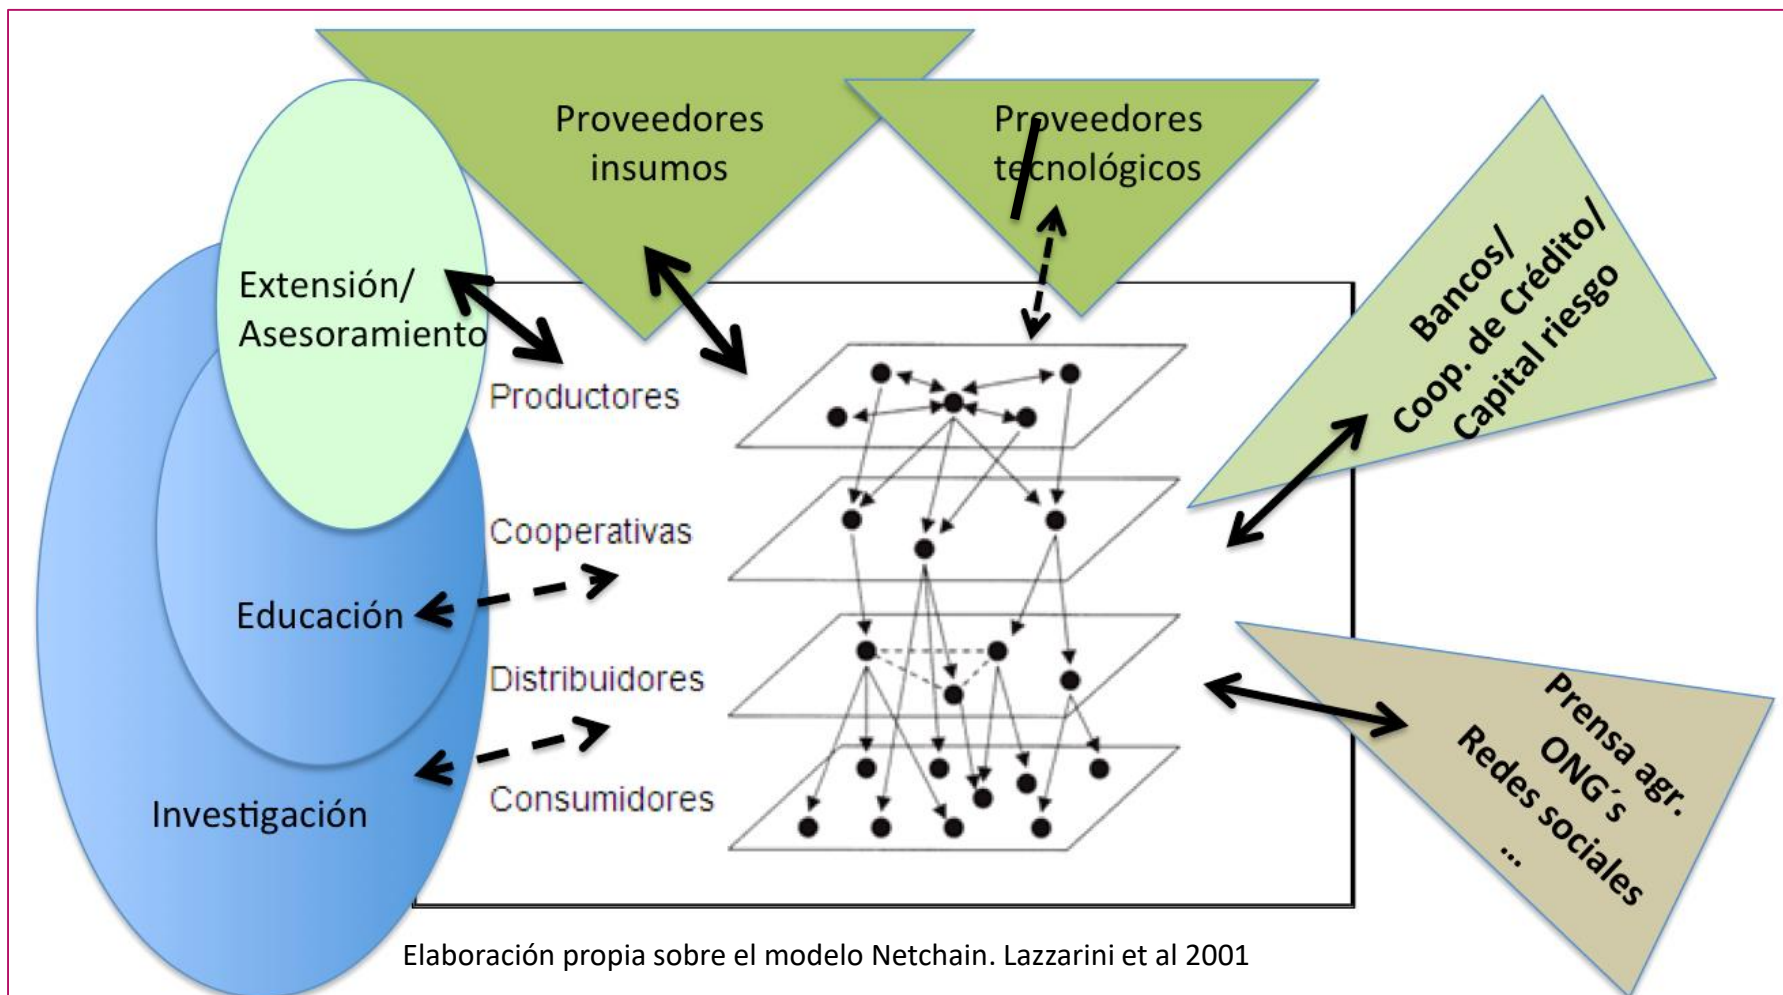 Proveedores
insumos
Proveedores
tecnológicos
Extensión/
Asesoramiento
Bancos/
Coop. de Crédito/
Capital riesgo
Productores
Cooperativas
Educación
Distribuidores
Prensa agr.
ONG´s
Redes sociales
...
Consumidores
Investigación
Elaboración propia sobre el modelo Netchain. Lazzarini et al 2001